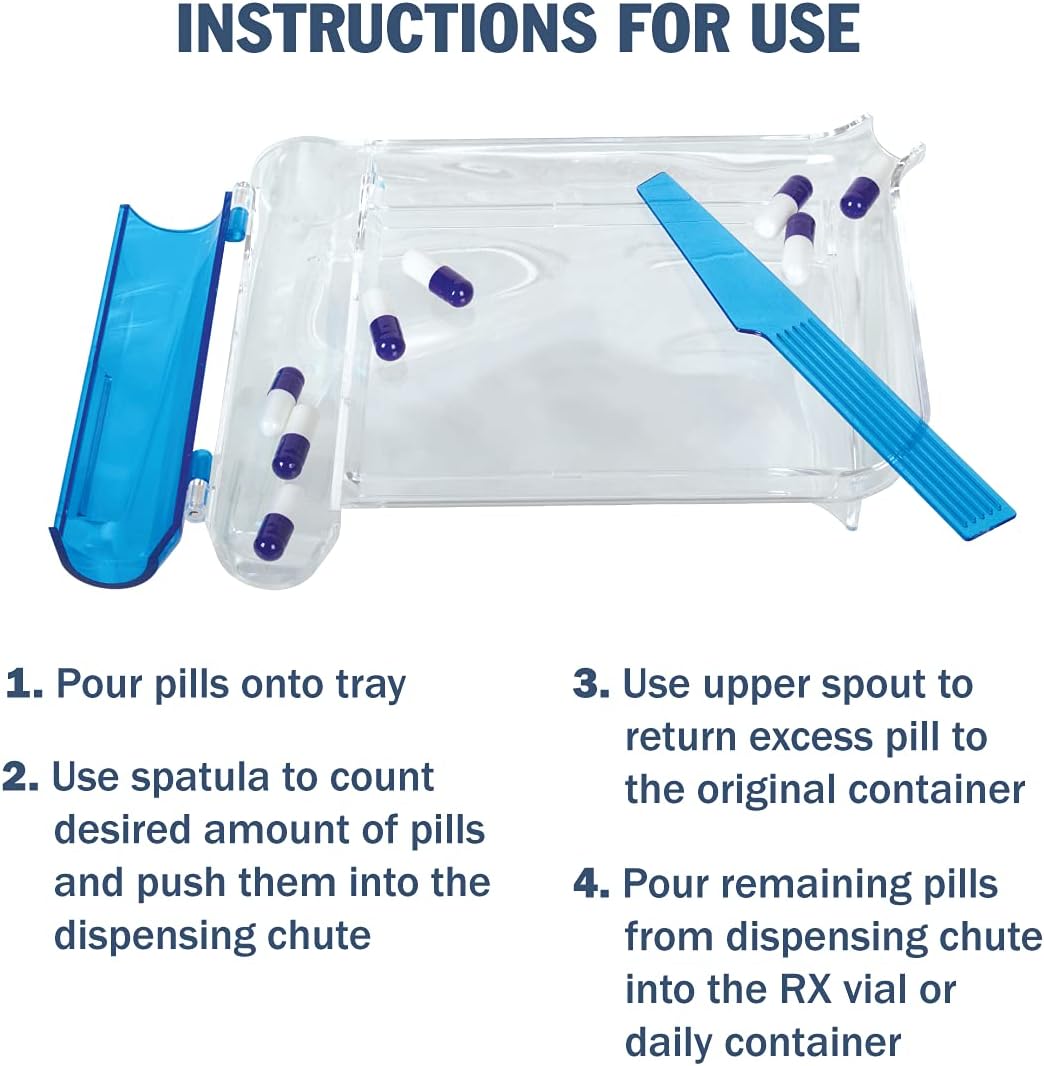 INSTRUCTIONS FOR USE
1. Pour pills onto tray
2. Use spatula to count
desired amount of pills
and push them into the
dispensing chute
3. Use upper spout to
return excess pill to
the original container
4. Pour remaining pills
from dispensing chute
into the RX vial or
daily container